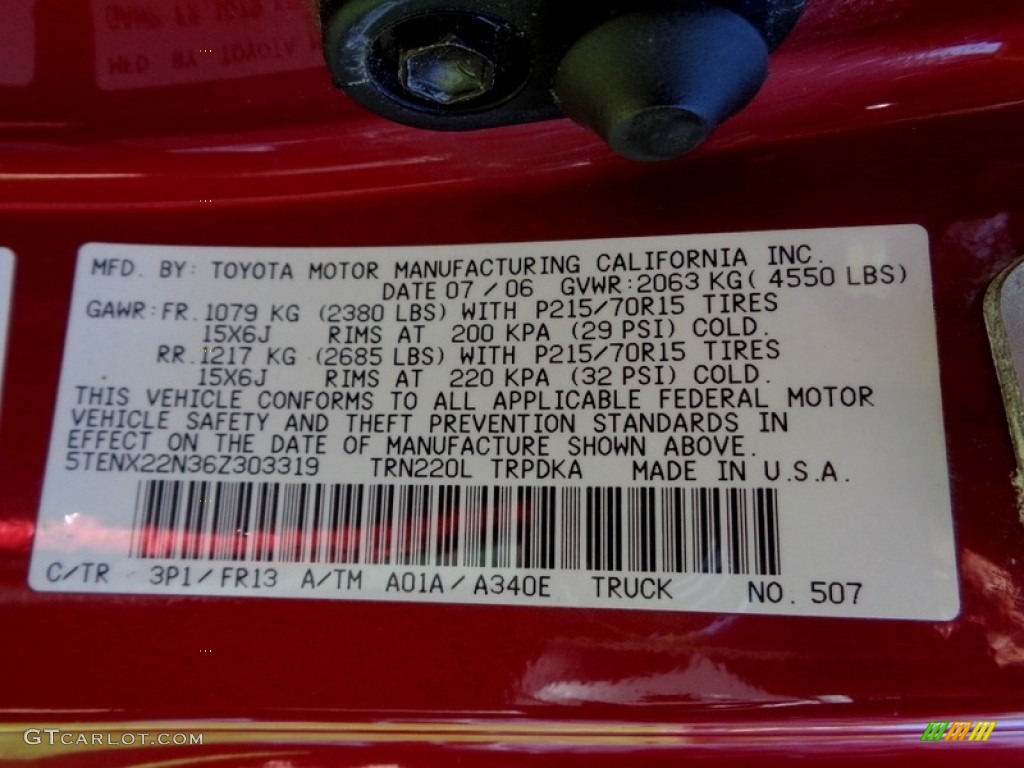 MFD. BY: TOYOTA MOTOR MANUFACTURING CALIFORNIA INC.
DATE 07/06 GVWR:2063 KG( 4550 LBS)
GAWR:FR.1079 KG (2380 LBS) WITH P215/70R15 TIRES
15X6J RIMS AT 200 KPA (29 PSI) COLD.
RR.1217 KG (2685 LBS) WITH P215/70R15 TIRES
15X6J RIMS AT 220 KPA (32 PSI) COLD.
THIS VEHICLE CONFORMS TO ALL APPLICABLE FEDERAL MOTOR
VEHICLE SAFETY AND THEFT PREVENTION STANDARDS IN
EFFECT ON THE DATE OF MANUFACTURE SHOWN ABOVE.
5TENX22N36Z303319 TRN220L TRPDKA MADE IN U.S.A.
C/TR 3P1/FR13 A/TM A01A/A340E TRUCK NO. 507
GTCARLOT.COM